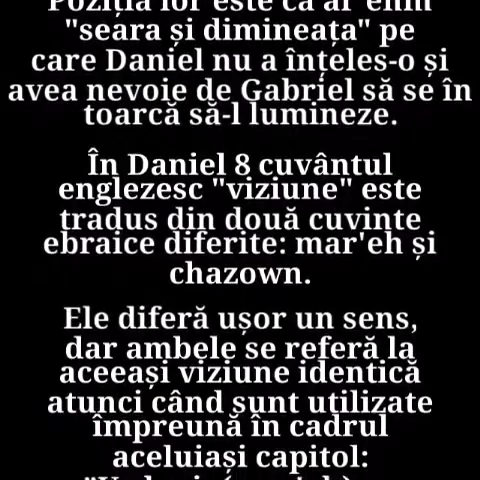 Poziția lor este că ar
"seara și dimineața" pe
care Daniel nu a înțeles-o și
avea nevoie de Gabriel să se în
toarcă să-l lumineze.
În Daniel 8 cuvântul
englezesc "viziune" este
tradus din două cuvinte
ebraice diferite: mar'eh și
chazown.
Ele diferă ușor un sens,
dar ambele se referă la
aceeași viziune identică
atunci când sunt utilizate
împreună în cadrul
aceluiași capitol: